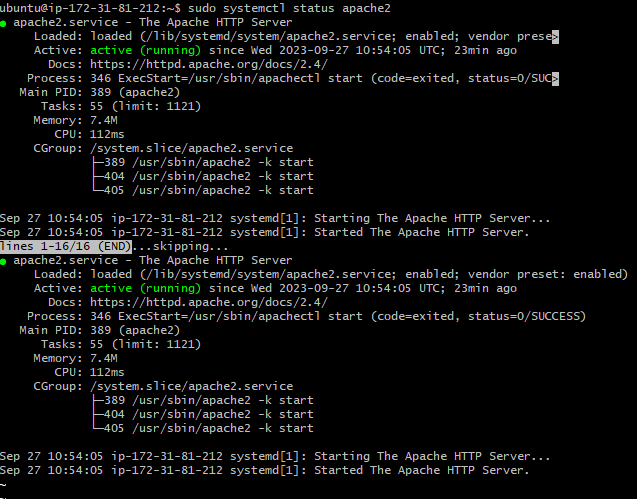 ubuntu@ip-172-31-81-212:~$ sudo systemctl status apache2
● apache2.service - The Apache HTTP Server
     Loaded: loaded (/lib/systemd/system/apache2.service; enabled; vendor prese>
     Active: active (running) since Wed 2023-09-27 10:54:05 UTC; 23min ago
       Docs: https://httpd.apache.org/docs/2.4/
    Process: 346 ExecStart=/usr/sbin/apachectl start (code=exited, status=0/SUC>
   Main PID: 389 (apache2)
      Tasks: 55 (limit: 1121)
     Memory: 7.4M
        CPU: 112ms
     CGroup: /system.slice/apache2.service
             ├─389 /usr/sbin/apache2 -k start
             ├─404 /usr/sbin/apache2 -k start
             └─405 /usr/sbin/apache2 -k start

Sep 27 10:54:05 ip-172-31-81-212 systemd[1]: Starting The Apache HTTP Server...
Sep 27 10:54:05 ip-172-31-81-212 systemd[1]: Started The Apache HTTP Server.
lines 1-16/16 (END)...skipping...
● apache2.service - The Apache HTTP Server
     Loaded: loaded (/lib/systemd/system/apache2.service; enabled; vendor preset: enabled)
     Active: active (running) since Wed 2023-09-27 10:54:05 UTC; 23min ago
       Docs: https://httpd.apache.org/docs/2.4/
    Process: 346 ExecStart=/usr/sbin/apachectl start (code=exited, status=0/SUCCESS)
   Main PID: 389 (apache2)
      Tasks: 55 (limit: 1121)
     Memory: 7.4M
        CPU: 112ms
     CGroup: /system.slice/apache2.service
             ├─389 /usr/sbin/apache2 -k start
             ├─404 /usr/sbin/apache2 -k start
             └─405 /usr/sbin/apache2 -k start

Sep 27 10:54:05 ip-172-31-81-212 systemd[1]: Starting The Apache HTTP Server...
Sep 27 10:54:05 ip-172-31-81-212 systemd[1]: Started The Apache HTTP Server.
~
~